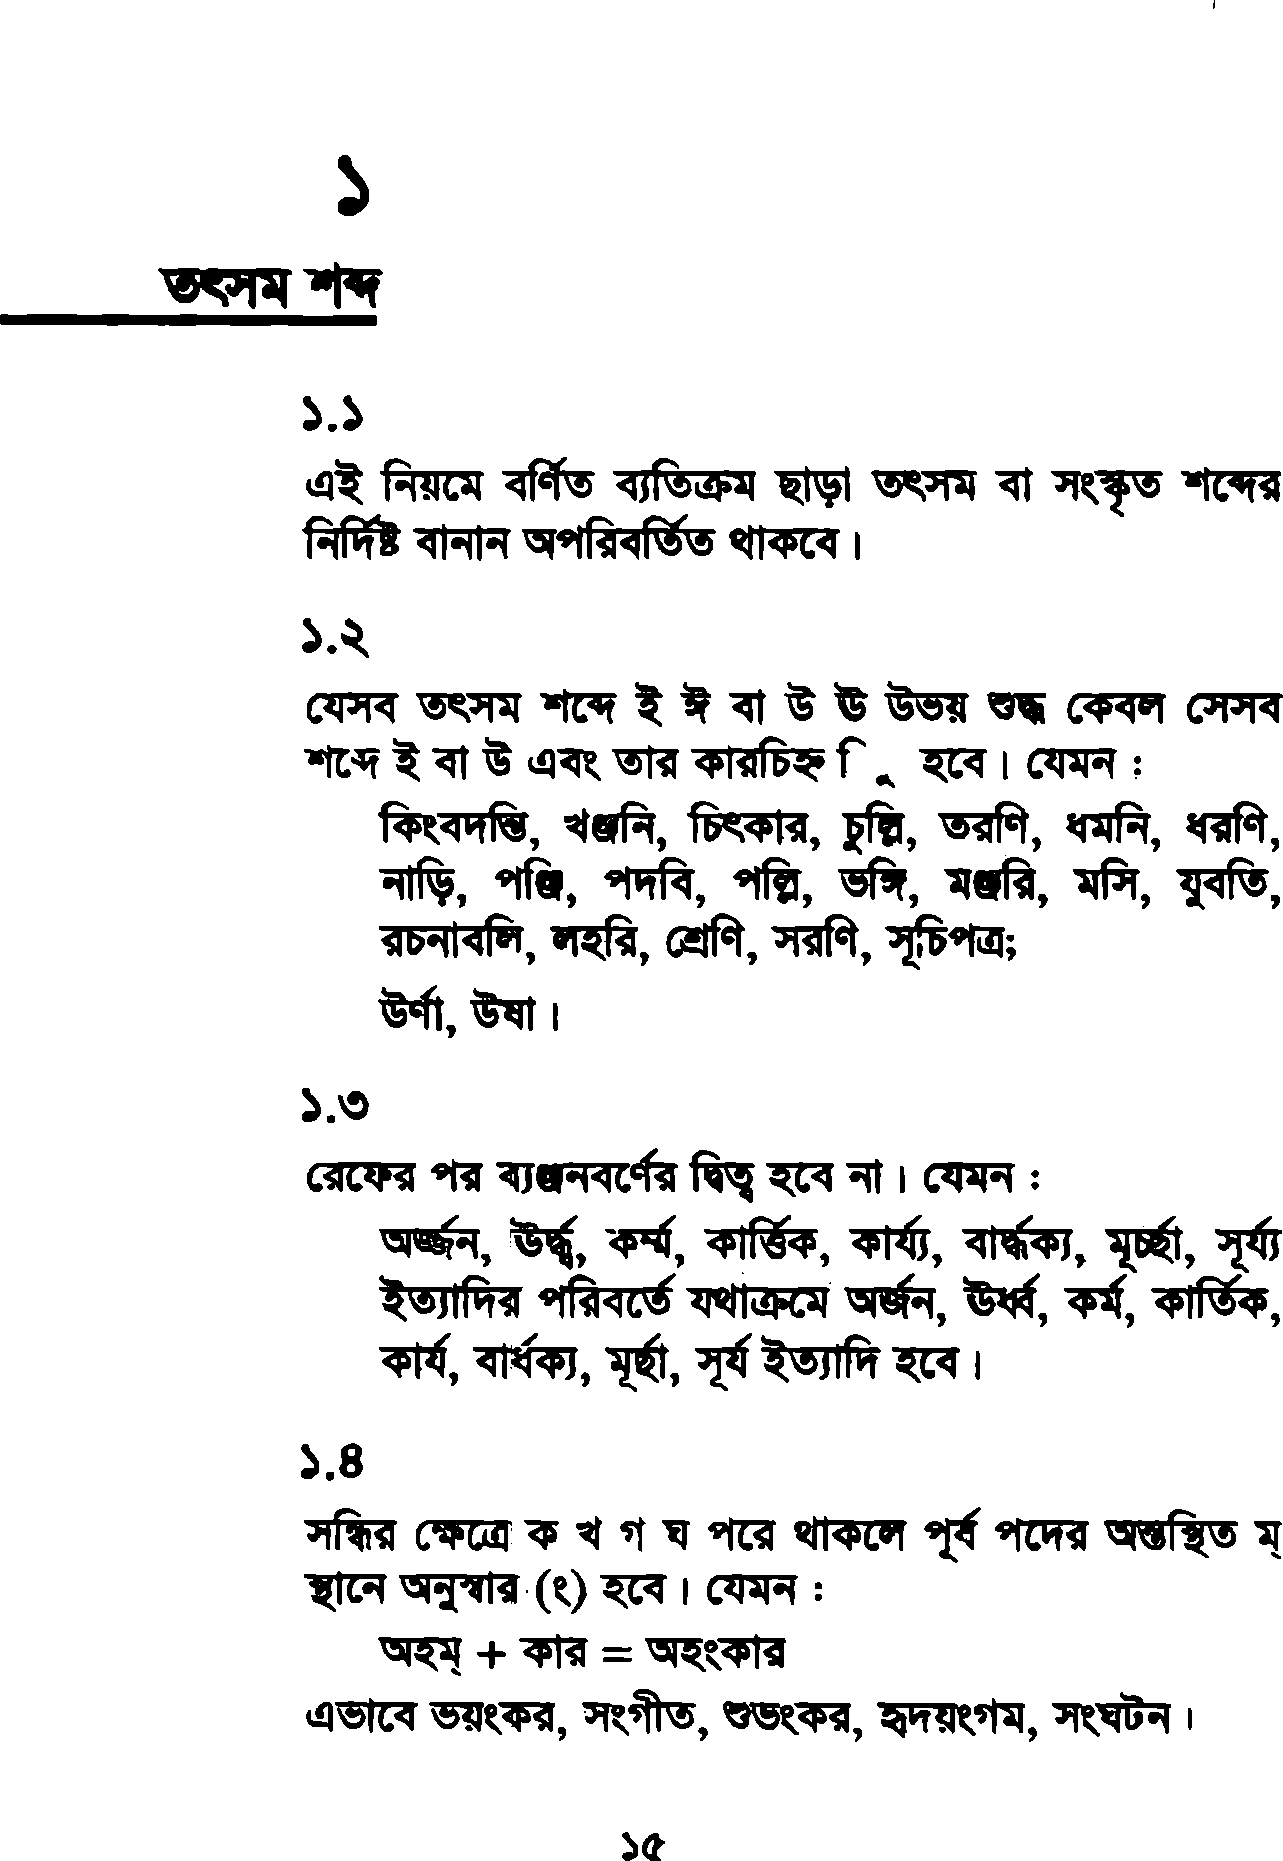 ১
তৎসম শব্দ
১.১
এই নিয়মে বর্ণিত ব্যতিক্রম ছাড়া তৎসম বা সংস্কৃত শব্দের
নির্দিষ্ট বানান অপরিবর্তিত থাকবে।
১.২
যেসব তৎসম শব্দে ই ঈ বা উ ঊ উভয় শুদ্ধ কেবল সেসব
শব্দে ই বা উ এবং তার কারচিহ্ন ি ু হবে। যেমন :
কিংবদন্তি, খঞ্জনি, চিৎকার, চুল্লি, তরণি, ধমনি, ধরণি,
নাড়ি, পঞ্জি, পদবি, পল্লি, ভঙ্গি, মঞ্জরি, মসি, যুবতি,
রচনাবলি, লহরি, শ্রেণি, সরণি, সূচিপত্র;
উর্ণা, উষা।
১.৩
রেফের পর ব্যঞ্জনবর্ণের দ্বিত্ব হবে না। যেমন :
অর্জ্জন, ঊর্দ্ধ্ব, কর্ম্ম, কার্ত্তিক, কার্য্য, বার্দ্ধক্য, মূর্চ্ছা, সূর্য্য
ইত্যাদির পরিবর্তে যথাক্রমে অর্জন, ঊর্ধ্ব, কর্ম, কার্তিক,
কার্য, বার্ধক্য, মূর্ছা, সূর্য ইত্যাদি হবে।
১.৪
সন্ধির ক্ষেত্রে ক খ গ ঘ পরে থাকলে পূর্ব পদের অন্তস্থিত ম্
স্থানে অনুস্বার (ং) হবে। যেমন :
অহম্ + কার = অহংকার
এভাবে ভয়ংকর, সংগীত, শুভংকর, হৃদয়ংগম, সংঘটন।
১৫